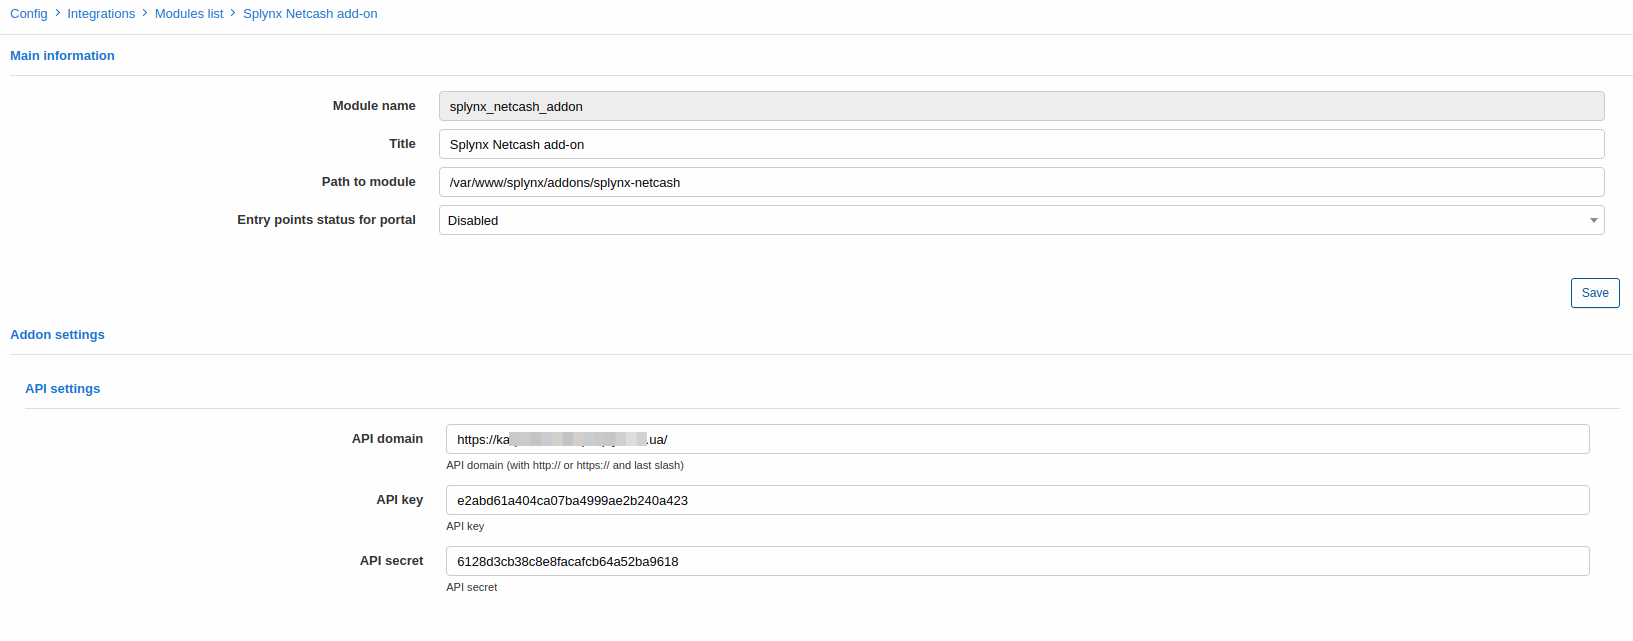 Config > Integrations > Modules list > Splynx Netcash add-on
Main information
Module name splynx_netcash_addon
Title Splynx Netcash add-on
Path to module /var/www/splynx/addons/splynx-netcash
Entry points status for portal Disabled
Save
Addon settings
API settings
API domain https://ka .ua/
API domain (with http:// or https:// and last slash)
API key e2abd61a404ca07ba4999ae2b240a423
API key
API secret 6128d3cb38c8e8facafcb64a52ba9618
API secret